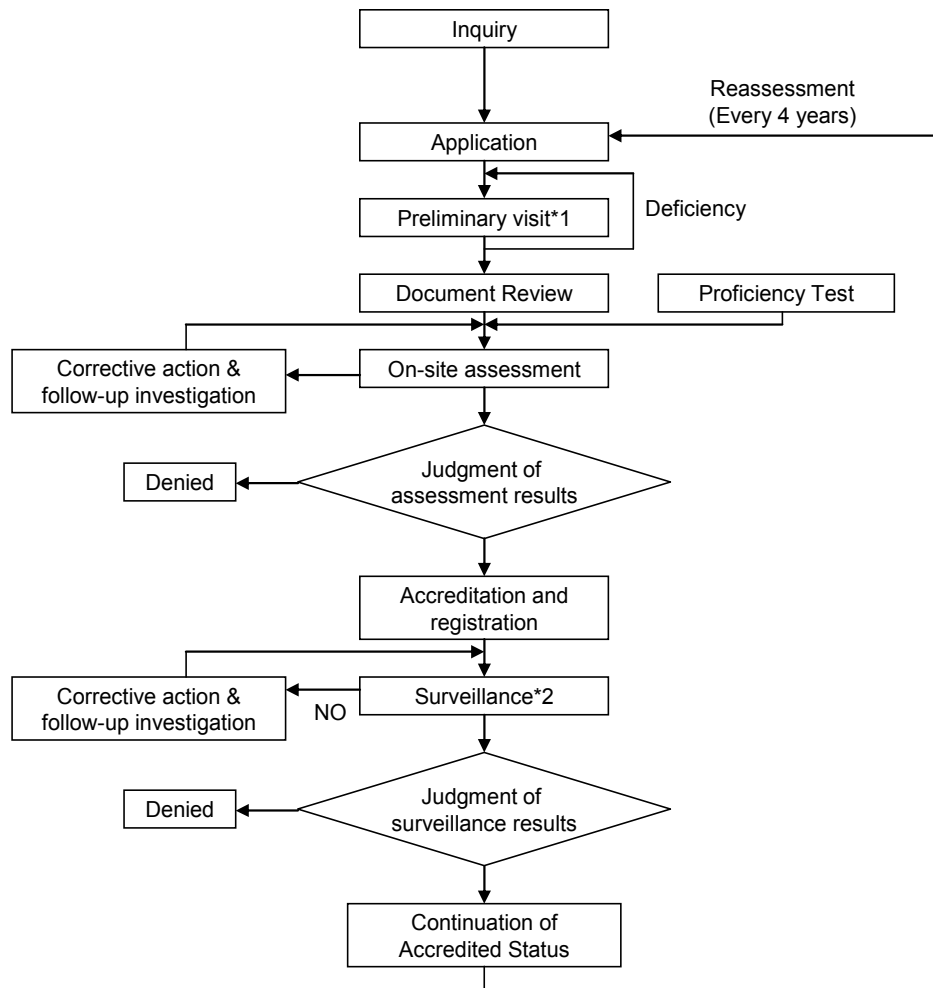 Inquiry
Reassessment
(Every 4 years)
Application
Preliminary visit*1
Deficiency
Document Review
Proficiency Test
Corrective action &
follow-up investigation
On-site assessment
Judgment of
assessment results
Denied
Accreditation and
registration
Corrective action &
follow-up investigation
NO
Surveillance*2
Judgment of
surveillance results
Denied
Continuation of
Accredited Status